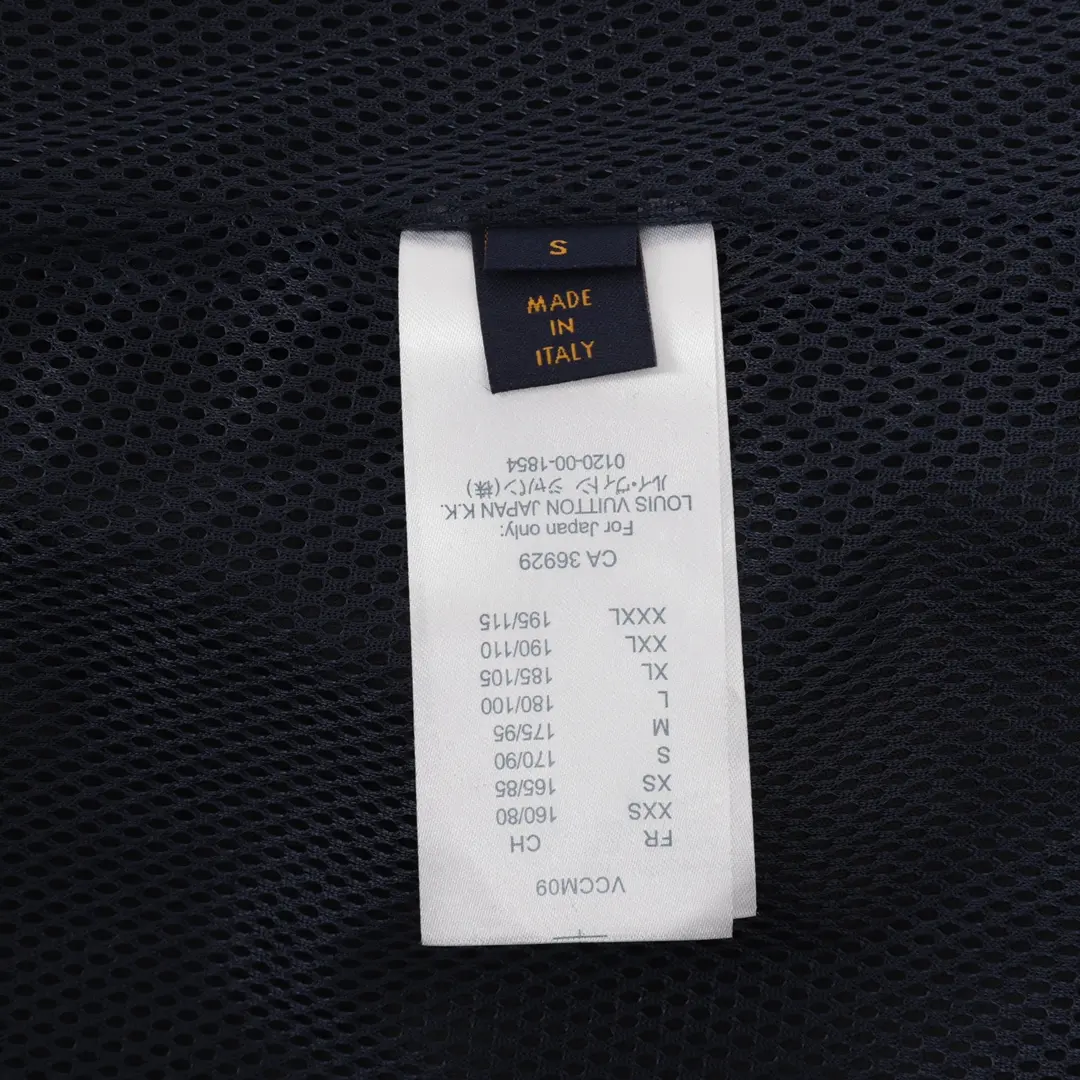 S
MADE
IN
ITALY
VCCM09
FR CH
XXS 160/80
XS 165/85
S 170/90
M 175/95
L 180/100
XL 185/105
XXL 190/110
XXXL 195/115
CA 36929
For Japan only:
LOUIS VUITTON JAPAN K.K.
ルイ・ヴィトン ジャパン(株)
0120-00-1854